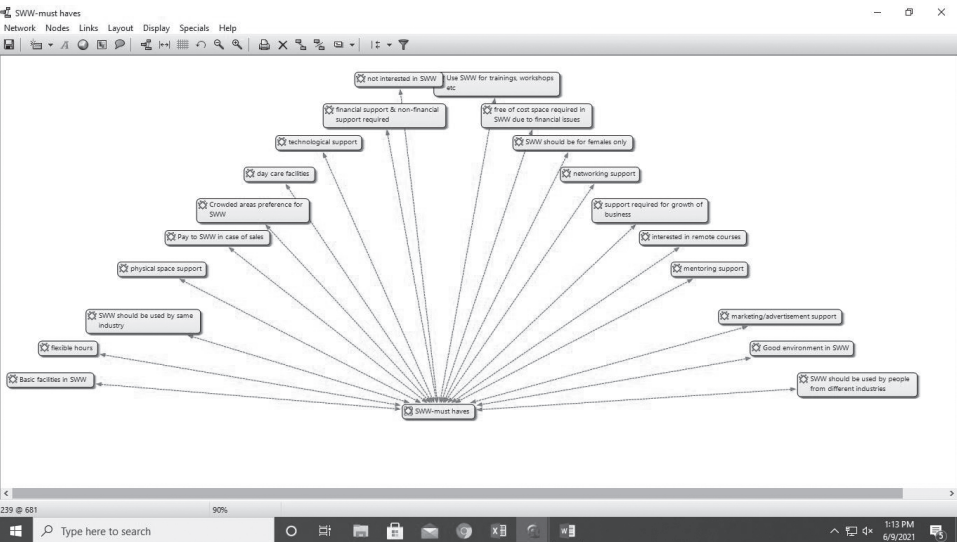 SWW-must haves
Network Nodes Links Layout Display Specials Help
not interested in SWW
Use SWW for trainings, workshops
etc
financial support & non-financial
support required
free of cost space required in
SWW due to financial issues
technological support
SWW should be for females only
day care facilities
networking support
Crowded areas preference for
SWW
support required for growth of
business
Pay to SWW in case of sales
interested in remote courses
physical space support
mentoring support
SWW should be used by same
industry
marketing/advertisement support
flexible hours
Good environment in SWW
Basic facilities in SWW
SWW should be used by people
from different industries
SWW-must haves
239 @ 681
90%
Type here to search
1:13 PM
6/9/2021